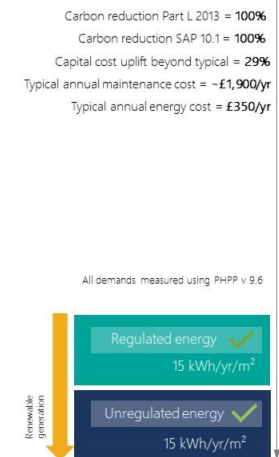 Carbon reduction Part L 2013 = 100%
Carbon reduction SAP 10.1 = 100%
Capital cost uplift beyond typical = 29%
Typical annual maintenance cost = ~£1,900/yr
Typical annual energy cost = £350/yr
All demands measured using PHPP v 9.6
Renewable
generation
Regulated energy
15 kWh/yr/m²
Unregulated energy
15 kWh/yr/m²